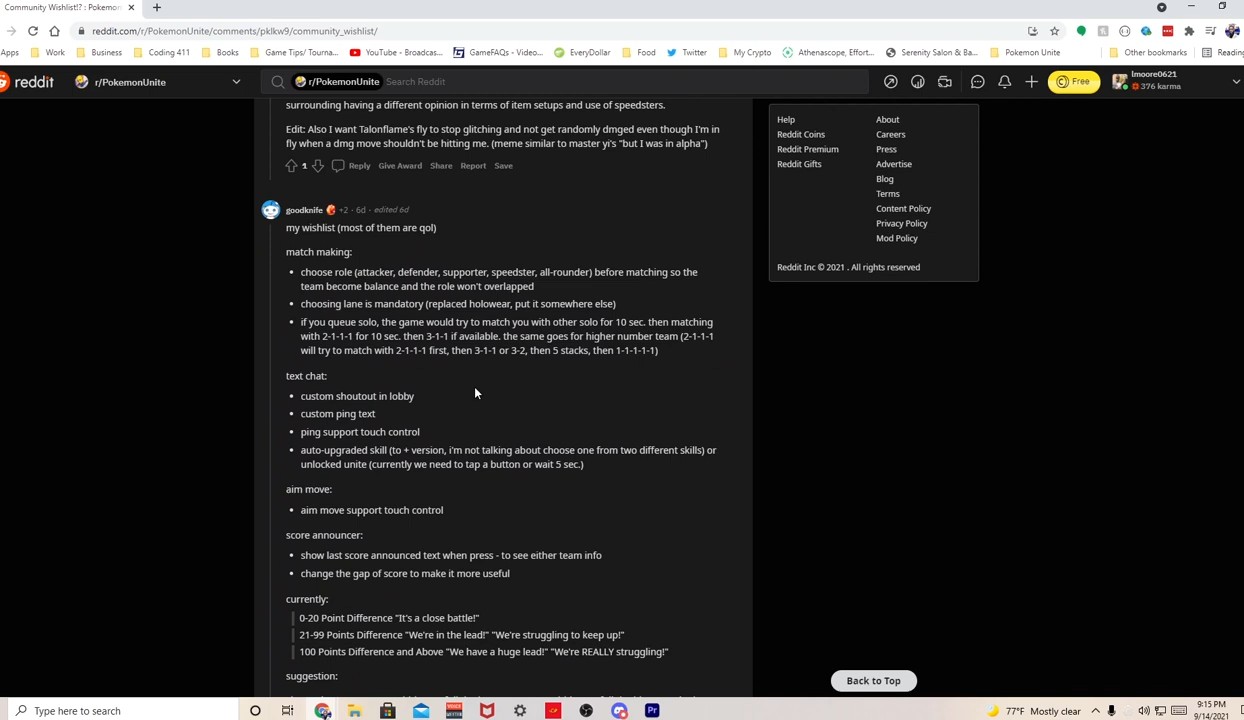 Community Wishlist!? : Pokemon
reddit.com/r/PokemonUnite/comments/pklkw9/community_wishlist/
Apps Work Business Coding 411 Books Game Tips/ Tourna... YouTube - Broadcas... GameFAQs - Video... EveryDollar Food Twitter My Crypto Athenascope, Effort... Serenity Salon & Ba... Pokemon Unite Other bookmarks Reading
reddit r/PokemonUnite r/PokemonUnite Search Reddit Free lmoore0621
376 karma
surrounding having a different opinion in terms of item setups and use of speedsters.
Edit: Also I want Talonflame's fly to stop glitching and not get randomly dmged even though I'm in
fly when a dmg move shouldn't be hitting me. (meme similar to master yi's "but I was in alpha")
1 Reply Give Award Share Report Save
goodknife +2 · 6d · edited 6d
my wishlist (most of them are qol)
match making:
• choose role (attacker, defender, supporter, speedster, all-rounder) before matching so the
team become balance and the role won't overlapped
• choosing lane is mandatory (replaced holowear, put it somewhere else)
• if you queue solo, the game would try to match you with other solo for 10 sec. then matching
with 2-1-1-1 for 10 sec. then 3-1-1 if available. the same goes for higher number team (2-1-1-1
will try to match with 2-1-1-1 first, then 3-1-1 or 3-2, then 5 stacks, then 1-1-1-1-1)
text chat:
• custom shoutout in lobby
• custom ping text
• ping support touch control
• auto-upgraded skill (to + version, i'm not talking about choose one from two different skills) or
unlocked unite (currently we need to tap a button or wait 5 sec.)
aim move:
• aim move support touch control
score announcer:
• show last score announced text when press - to see either team info
• change the gap of score to make it more useful
currently:
0-20 Point Difference "It's a close battle!"
21-99 Points Difference "We're in the lead!" "We're struggling to keep up!"
100 Points Difference and Above "We have a huge lead!" "We're REALLY struggling!"
suggestion:
Help About
Reddit Coins Careers
Reddit Premium Press
Reddit Gifts Advertise
Blog
Terms
Content Policy
Privacy Policy
Mod Policy
Reddit Inc © 2021 . All rights reserved
Back to Top
Type here to search
77°F Mostly clear
9:15 PM
9/14/2021